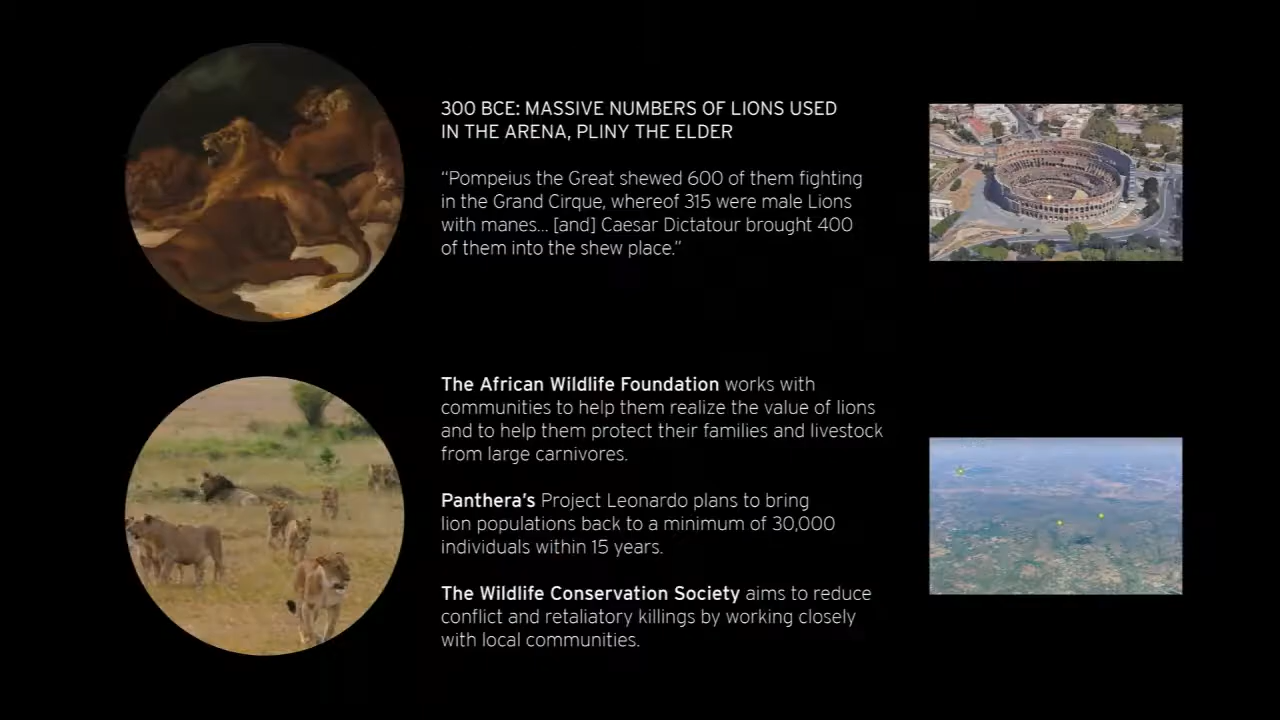 300 BCE: MASSIVE NUMBERS OF LIONS USED
IN THE ARENA, PLINY THE ELDER
“Pompeius the Great shewed 600 of them fighting
in the Grand Cirque, whereof 315 were male Lions
with manes... [and] Caesar Dictatour brought 400
of them into the shew place.”
The African Wildlife Foundation works with
communities to help them realize the value of lions
and to help them protect their families and livestock
from large carnivores.
Panthera’s Project Leonardo plans to bring
lion populations back to a minimum of 30,000
individuals within 15 years.
The Wildlife Conservation Society aims to reduce
conflict and retaliatory killings by working closely
with local communities.